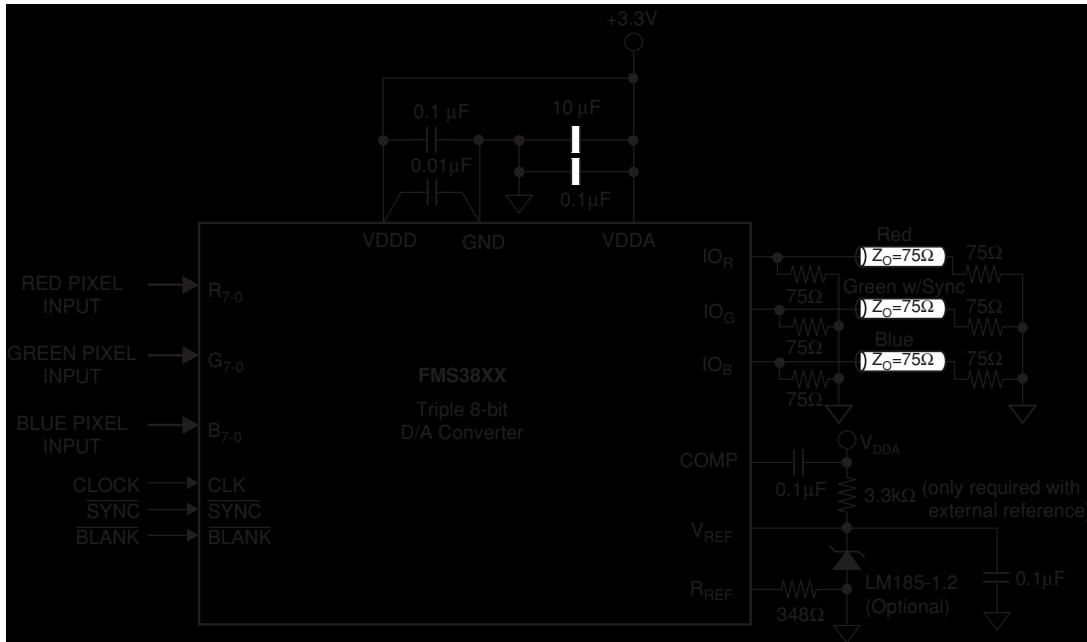 +3.3V
0.1 µF
10 µF
0.01µF
0.1µF
VDDD
GND
VDDA
RED PIXEL
INPUT
R7-0
GREEN PIXEL
INPUT
G7-0
BLUE PIXEL
INPUT
B7-0
CLOCK
CLK
SYNC
SYNC
BLANK
BLANK
FMS38XX
Triple 8-bit
D/A Converter
IOR
Red
ZO=75Ω
75Ω
75Ω
IOG
Green w/Sync
ZO=75Ω
75Ω
75Ω
IOB
Blue
ZO=75Ω
75Ω
75Ω
COMP
0.1µF
VDDA
3.3kΩ
(only required with
external reference
VREF
LM185-1.2
(Optional)
0.1µF
RREF
348Ω